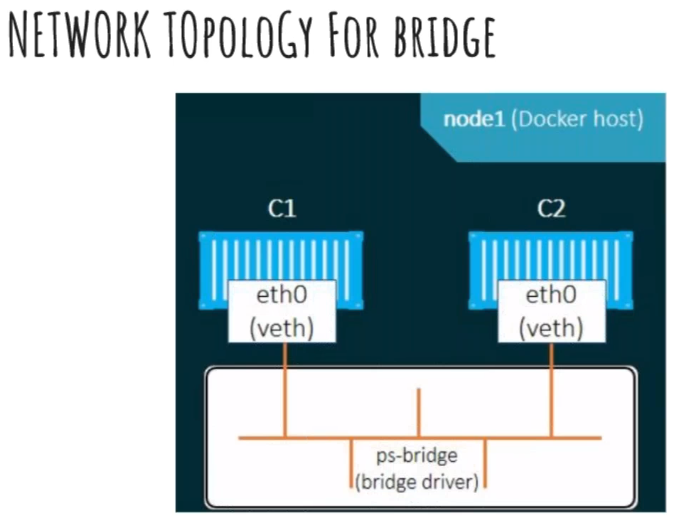 NETWORK TOpoloGy FOR BRIDGE
node1 (Docker host)
C1
C2
eth0
(veth)
eth0
(veth)
ps-bridge
(bridge driver)